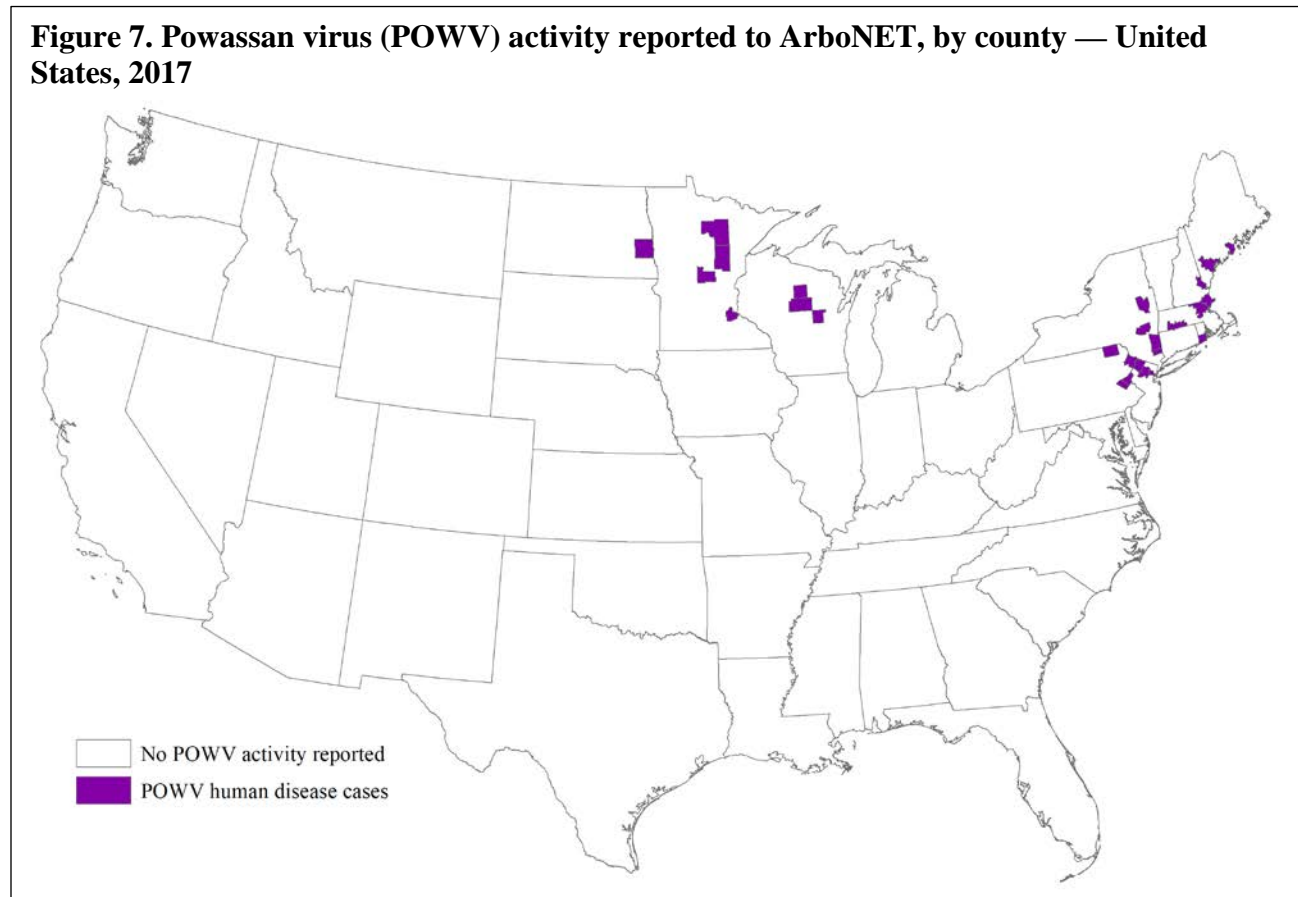 Figure 7. Powassan virus (POWV) activity reported to ArboNET, by county — United
States, 2017
No POWV activity reported
POWV human disease cases